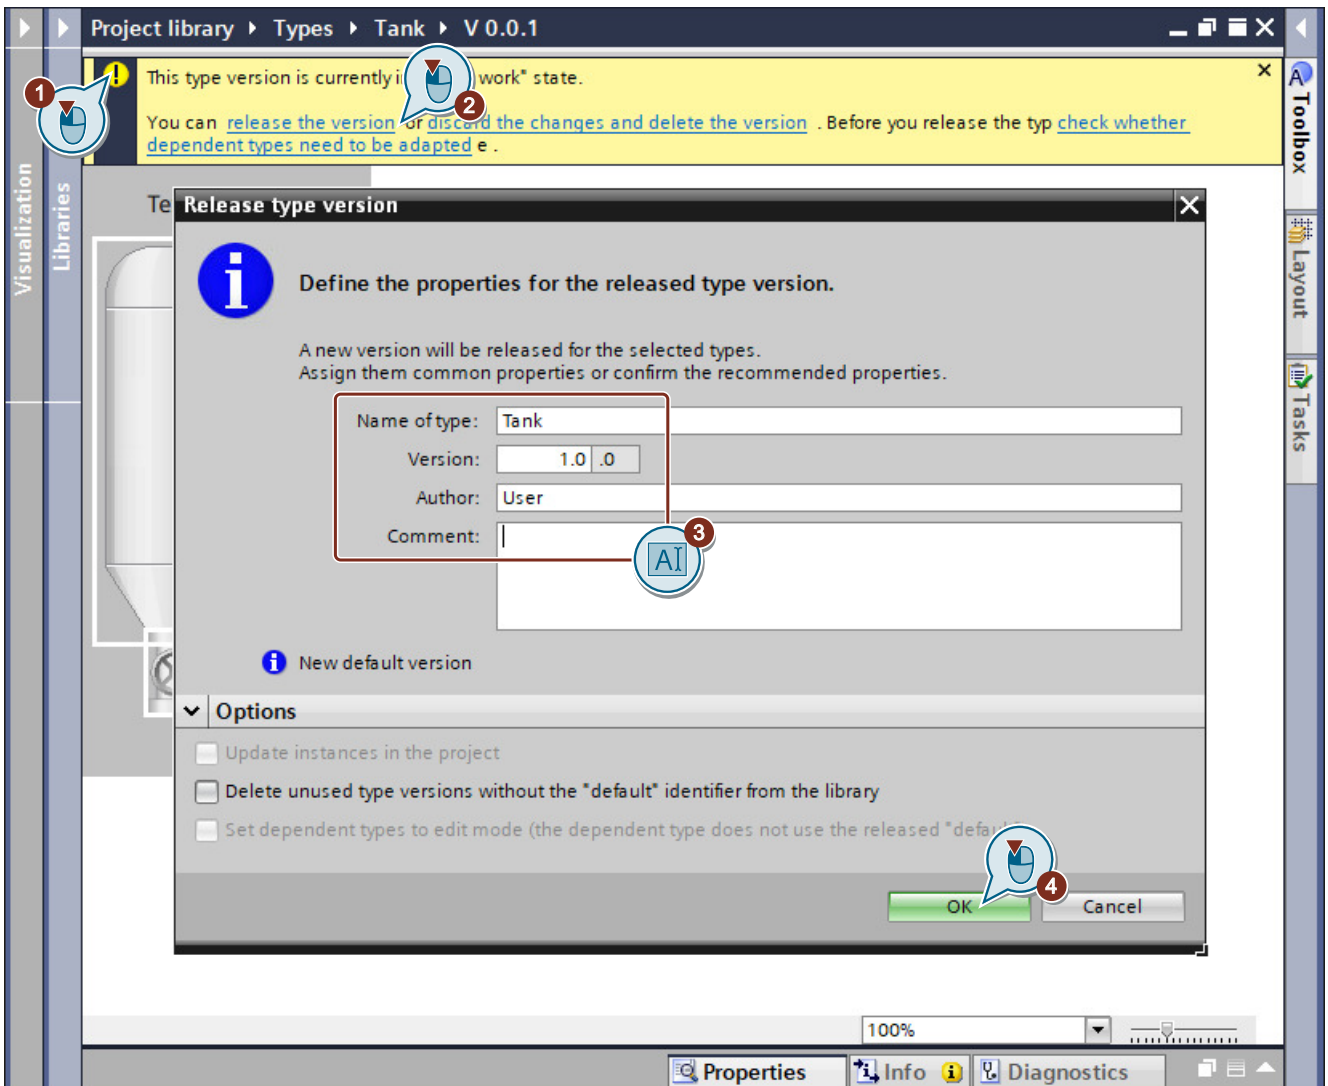 Project library ▸ Types ▸ Tank ▸ V 0.0.1
This type version is currently i work" state.
You can release the version or discard the changes and delete the version . Before you release the typ check whether
dependent types need to be adapted e .
1
2
Visualization
Libraries
Toolbox
Layout
Tasks
Te
Release type version
Define the properties for the released type version.
A new version will be released for the selected types.
Assign them common properties or confirm the recommended properties.
Name of type: Tank
Version: 1.0 .0
Author: User
Comment:
3
AI
New default version
Options
Update instances in the project
Delete unused type versions without the "default" identifier from the library
Set dependent types to edit mode (the dependent type does not use the released "defau
4
OK Cancel
100%
Properties Info Diagnostics